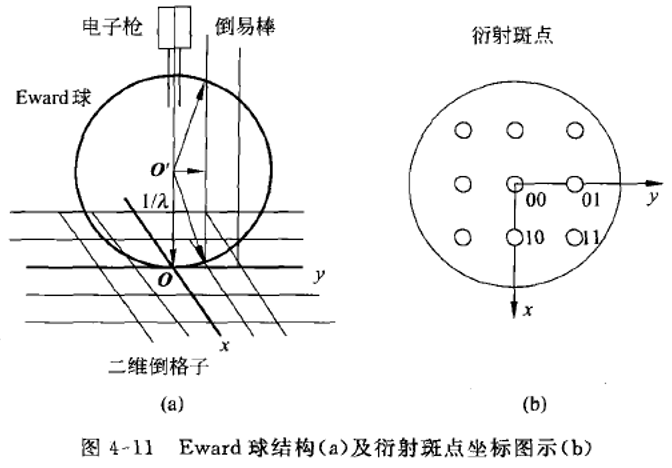 电子枪 倒易棒
Eward球
O'
1/λ
O
y
x
二维倒格子
(a)
衍射斑点
00 01
y
10 11
x
(b)
图 4-11 Eward 球结构(a)及衍射斑点坐标图示(b)